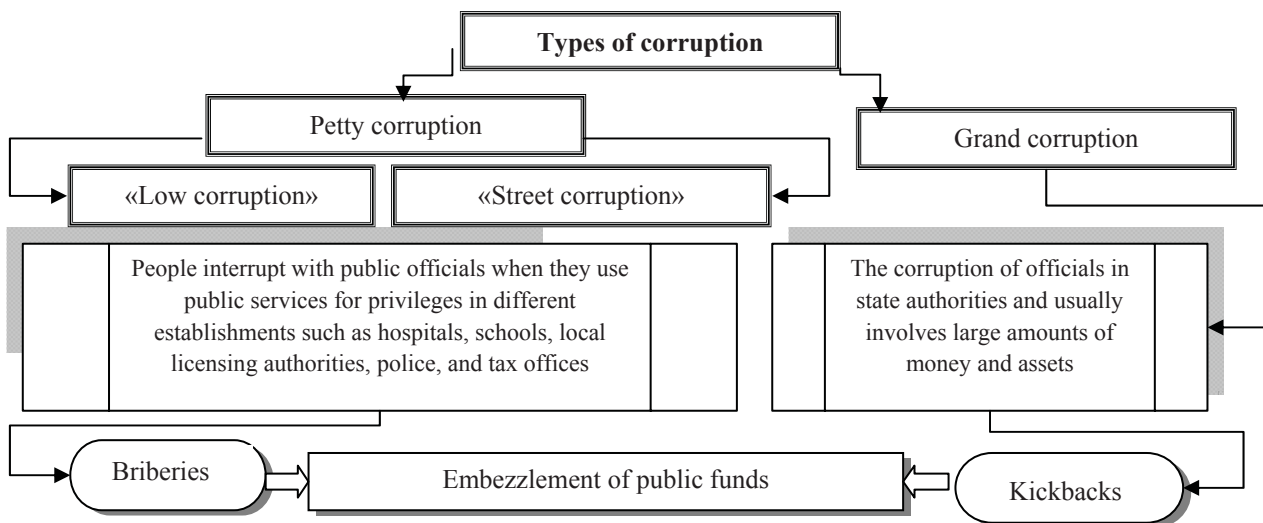 Types of corruption
Petty corruption
Grand corruption
«Low corruption»
«Street corruption»
People interrupt with public officials when they use
public services for privileges in different
establishments such as hospitals, schools, local
licensing authorities, police, and tax offices
The corruption of officials in
state authorities and usually
involves large amounts of
money and assets
Briberies
Embezzlement of public funds
Kickbacks